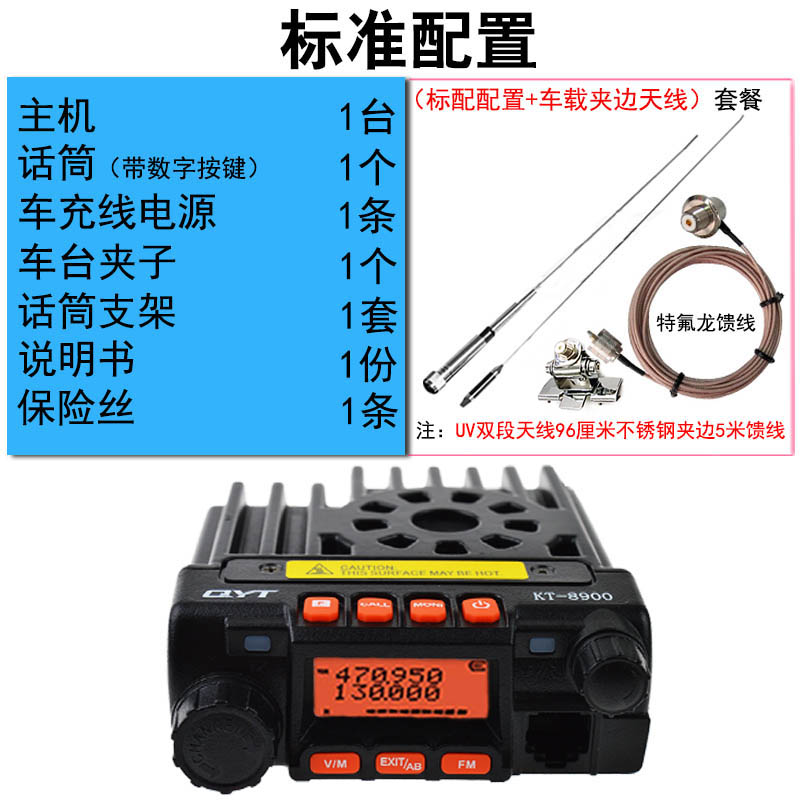 标准配置
主机 1台
话筒（带数字按键） 1个
车充线电源 1条
车台夹子 1个
话筒支架 1套
说明书 1份
保险丝 1条
（标配配置+车载夹边天线）套餐
特氟龙馈线
注：UV双段天线96厘米不锈钢夹边5米馈线
CAUTION:
THIS SURFACE MAY BE HOT.
QYT
KT-8900
F CALL MONI
470.950
130.000
V/M EXIT/AB FM